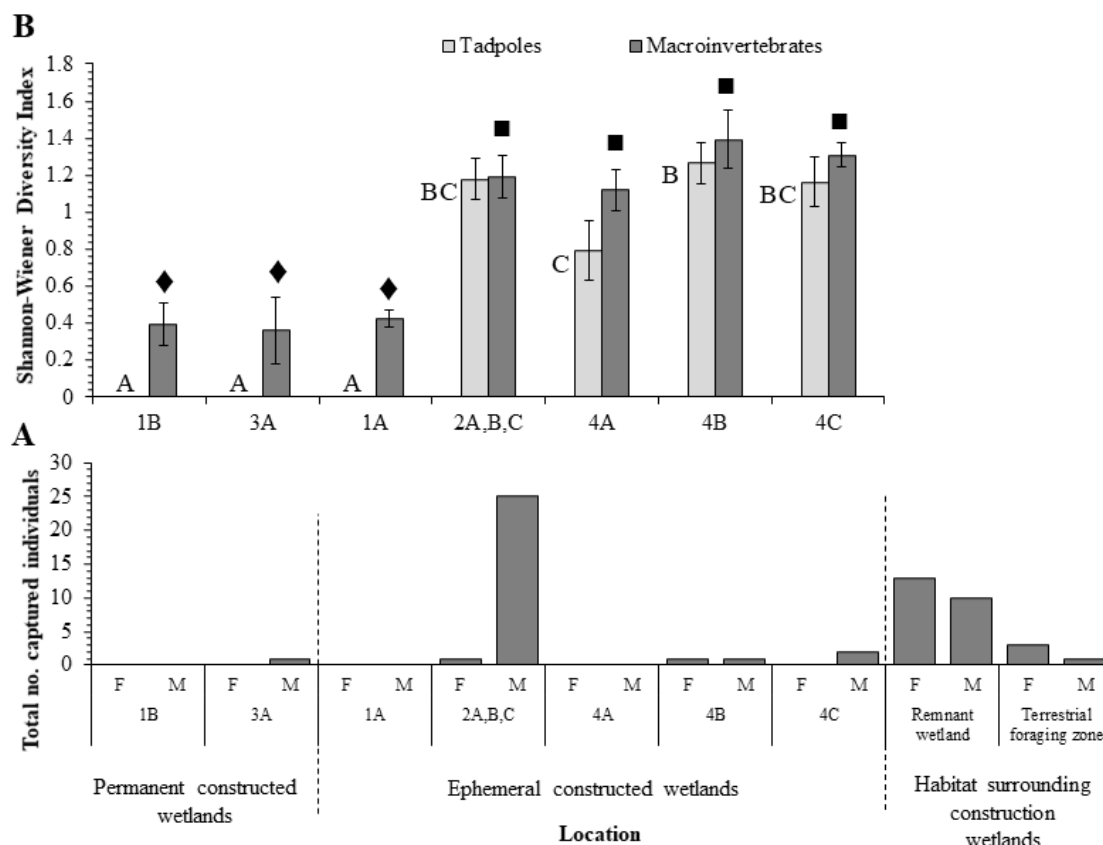 B
Tadpoles Macroinvertebrates
Shannon-Wiener Diversity Index
1.8
1.6
1.4
1.2
1
0.8
0.6
0.4
0.2
0
A A A BC C B BC
1B 3A 1A 2A,B,C 4A 4B 4C
A
Total no. captured individuals
30
25
20
15
10
5
0
F M F M F M F M F M F M F M F M F M
1B 3A 1A 2A,B,C 4A 4B 4C Remnant wetland Terrestrial foraging zone
Permanent constructed wetlands
Ephemeral constructed wetlands
Habitat surrounding construction wetlands
Location